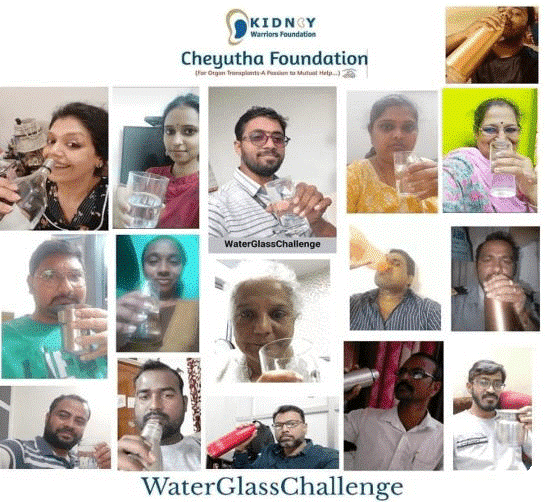 KIDNEY
Warriors Foundation
Cheyutha Foundation
(For Organ Transplants-A Passion to Mutual Help...)
WaterGlassChallenge
WaterGlassChallenge